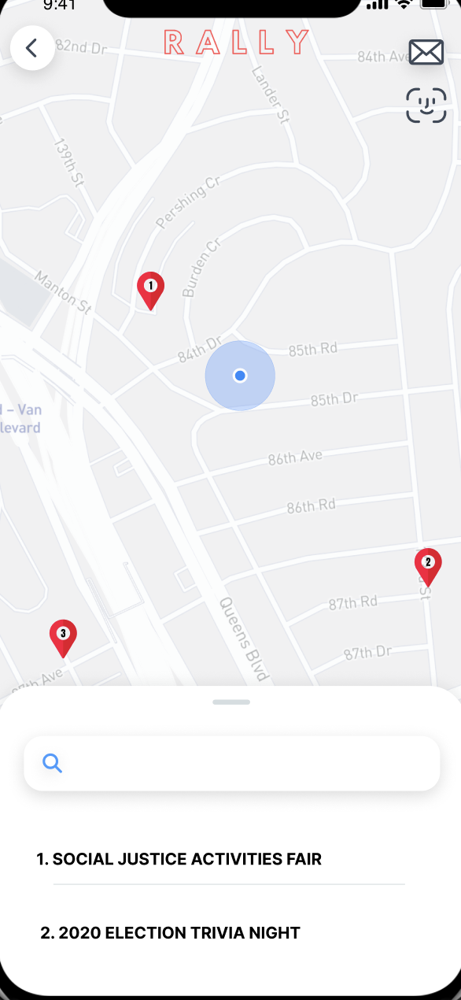 9:41
RALLY
82nd Dr
84th Ave
Lander St
139th St
Pershing Cr
Burden Cr
Manton St
1
84th Dr
85th Rd
85th Dr
– Van
levard
86th Ave
86th Rd
2
St
87th Rd
Queens Blvd
3
87th Dr
7th Ave
1. SOCIAL JUSTICE ACTIVITIES FAIR
2. 2020 ELECTION TRIVIA NIGHT